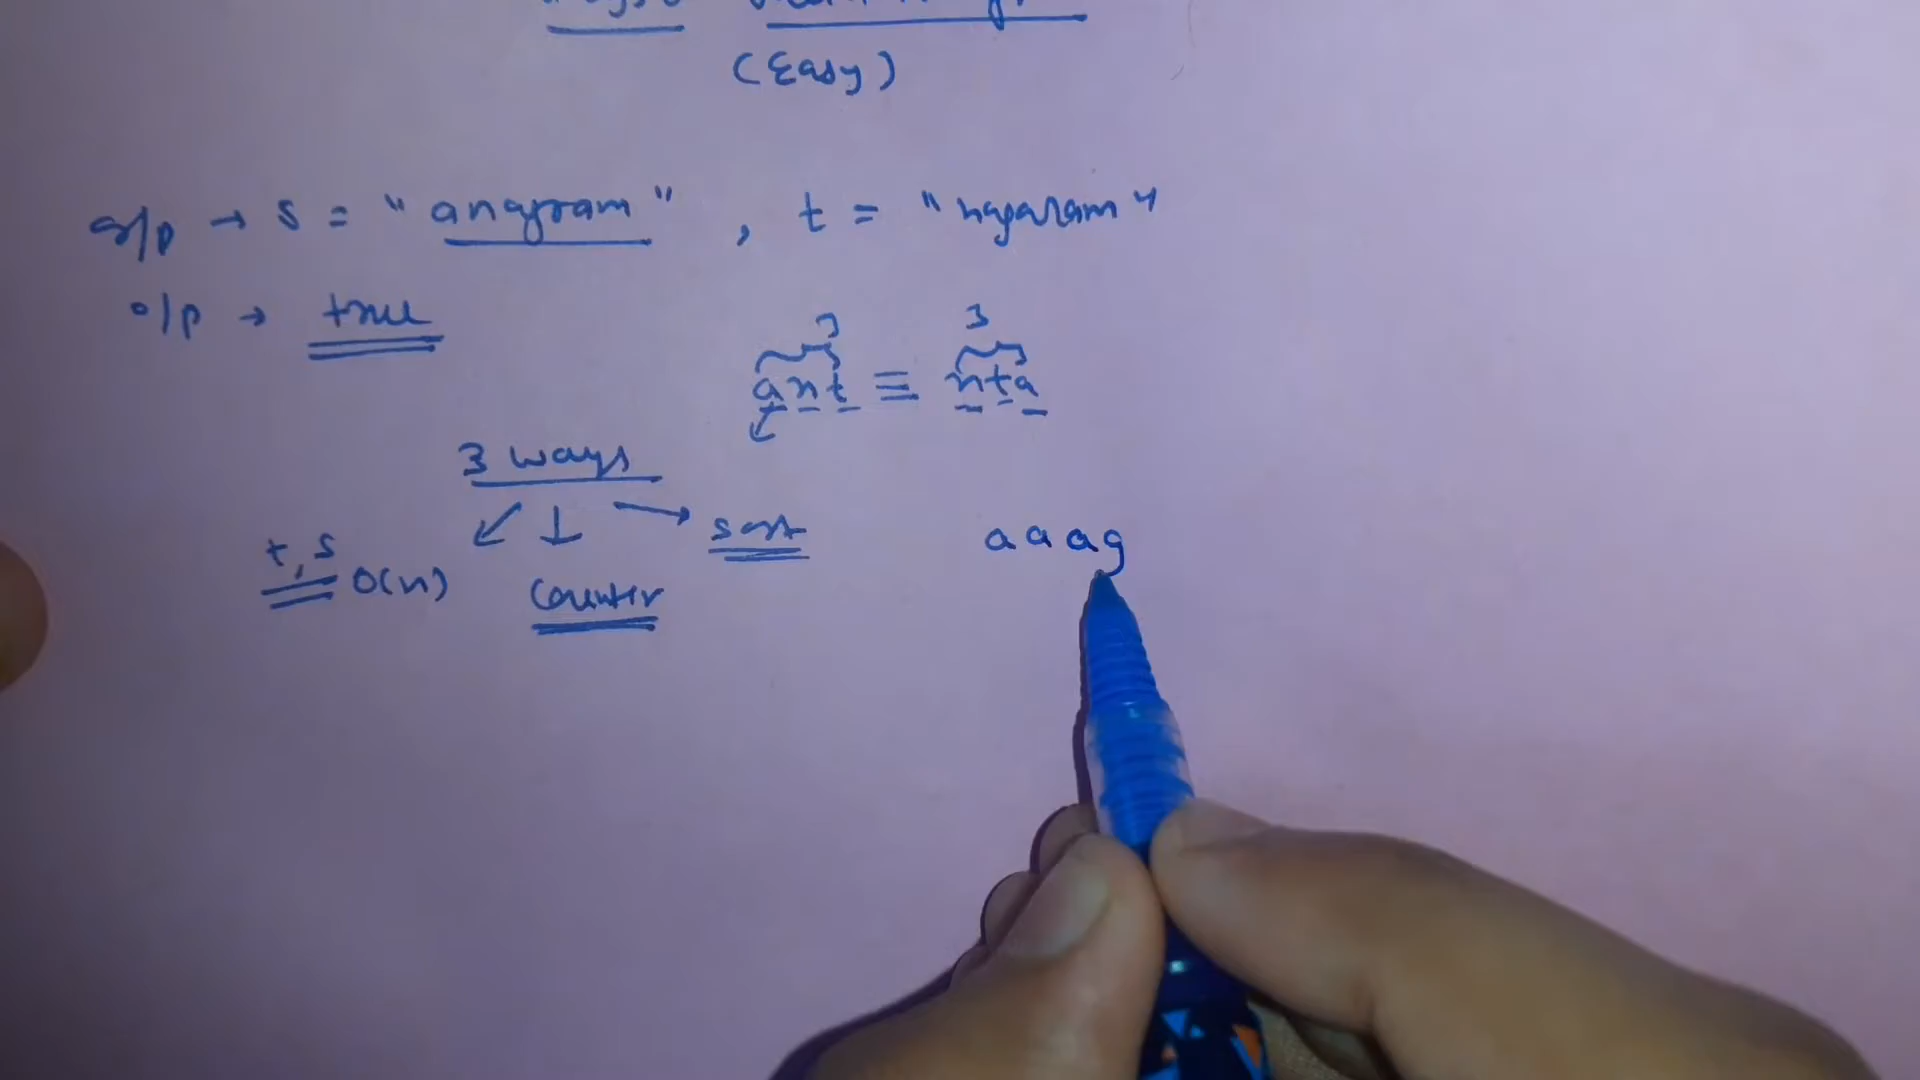 (Easy)
i/p → s = "anagram" , t = "nagaram"
o/p → true
3 3
ant ≡ nta
3 ways
t, s O(n) counter sort aaag